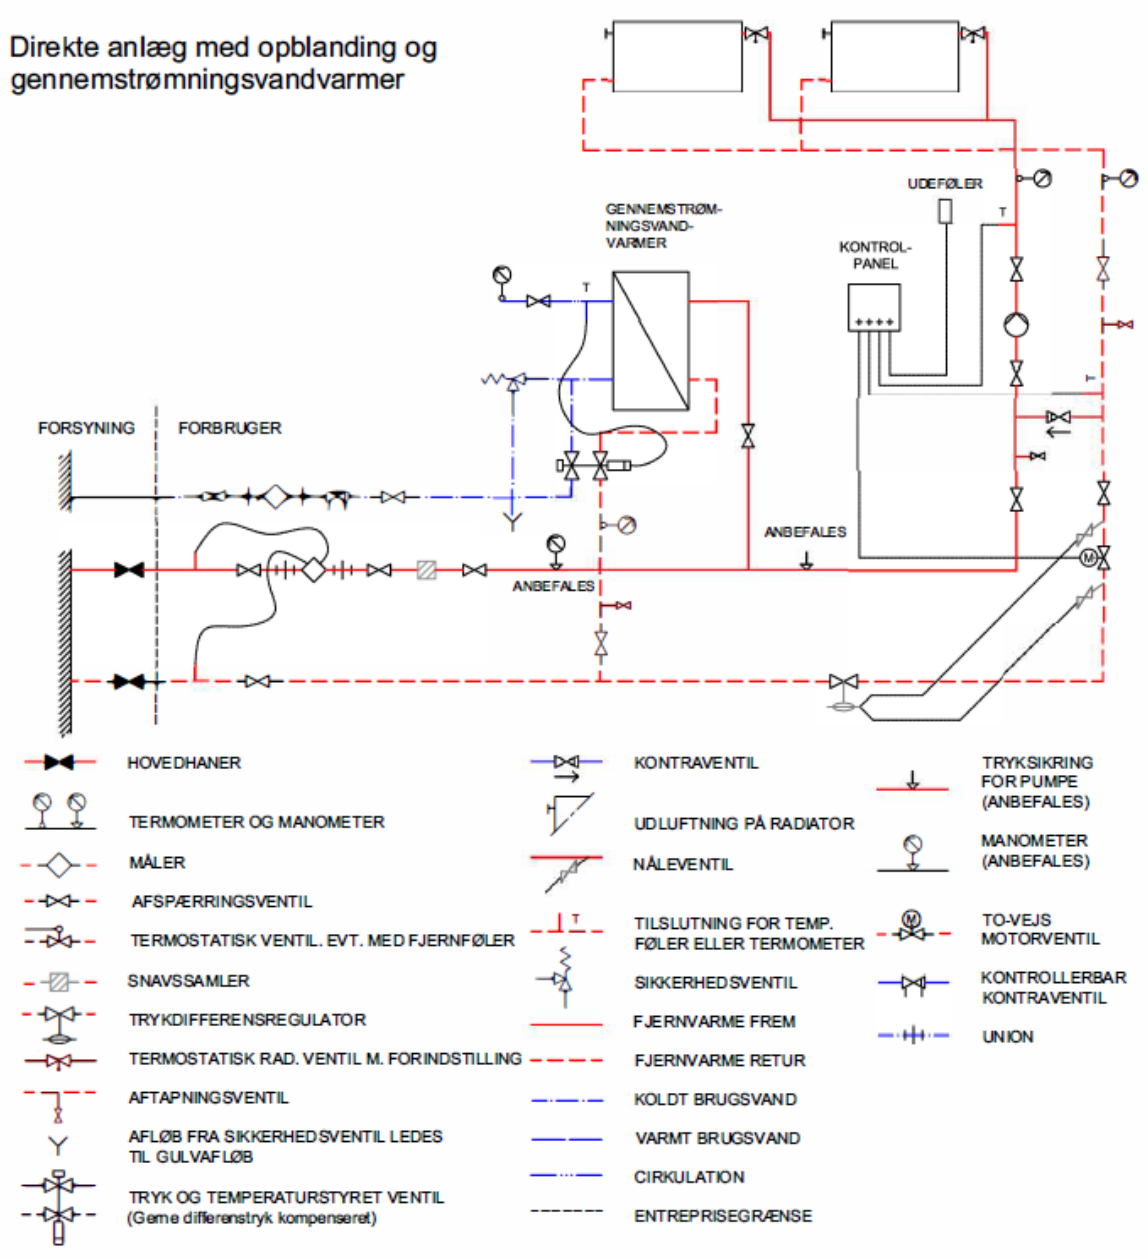 Direkte anlæg med opblanding og
gennemstrømningsvandvarmer
UDEFØLER
GENNEMSTRØM-
NINGSVAND-
VARMER
T
KONTROL-
PANEL
T
++++
T
FORSYNING
FORBRUGER
ANBEFALES
ANBEFALES
M
HOVEDHANER
TERMOMETER OG MANOMETER
MÅLER
AFSPÆRRINGSVENTIL
TERMOSTATISK VENTIL. EVT. MED FJERNFØLER
SNAVSSAMLER
TRYKDIFFERENSREGULATOR
TERMOSTATISK RAD. VENTIL M. FORINDSTILLING
AFTAPNINGSVENTIL
AFLØB FRA SIKKERHEDSVENTIL LEDES
TIL GULVAFLØB
TRYK OG TEMPERATURSTYRET VENTIL
(Gerne differenstryk kompenseret)
KONTRAVENTIL
UDLUFTNING PÅ RADIATOR
NÅLEVENTIL
T
TILSLUTNING FOR TEMP.
FØLER ELLER TERMOMETER
SIKKERHEDSVENTIL
FJERNVARME FREM
FJERNVARME RETUR
KOLDT BRUGSVAND
VARMT BRUGSVAND
CIRKULATION
ENTREPRISEGRÆNSE
TRYKSIKRING
FOR PUMPE
(ANBEFALES)
MANOMETER
(ANBEFALES)
M
TO-VEJS
MOTORVENTIL
KONTROLLERBAR
KONTRAVENTIL
UNION